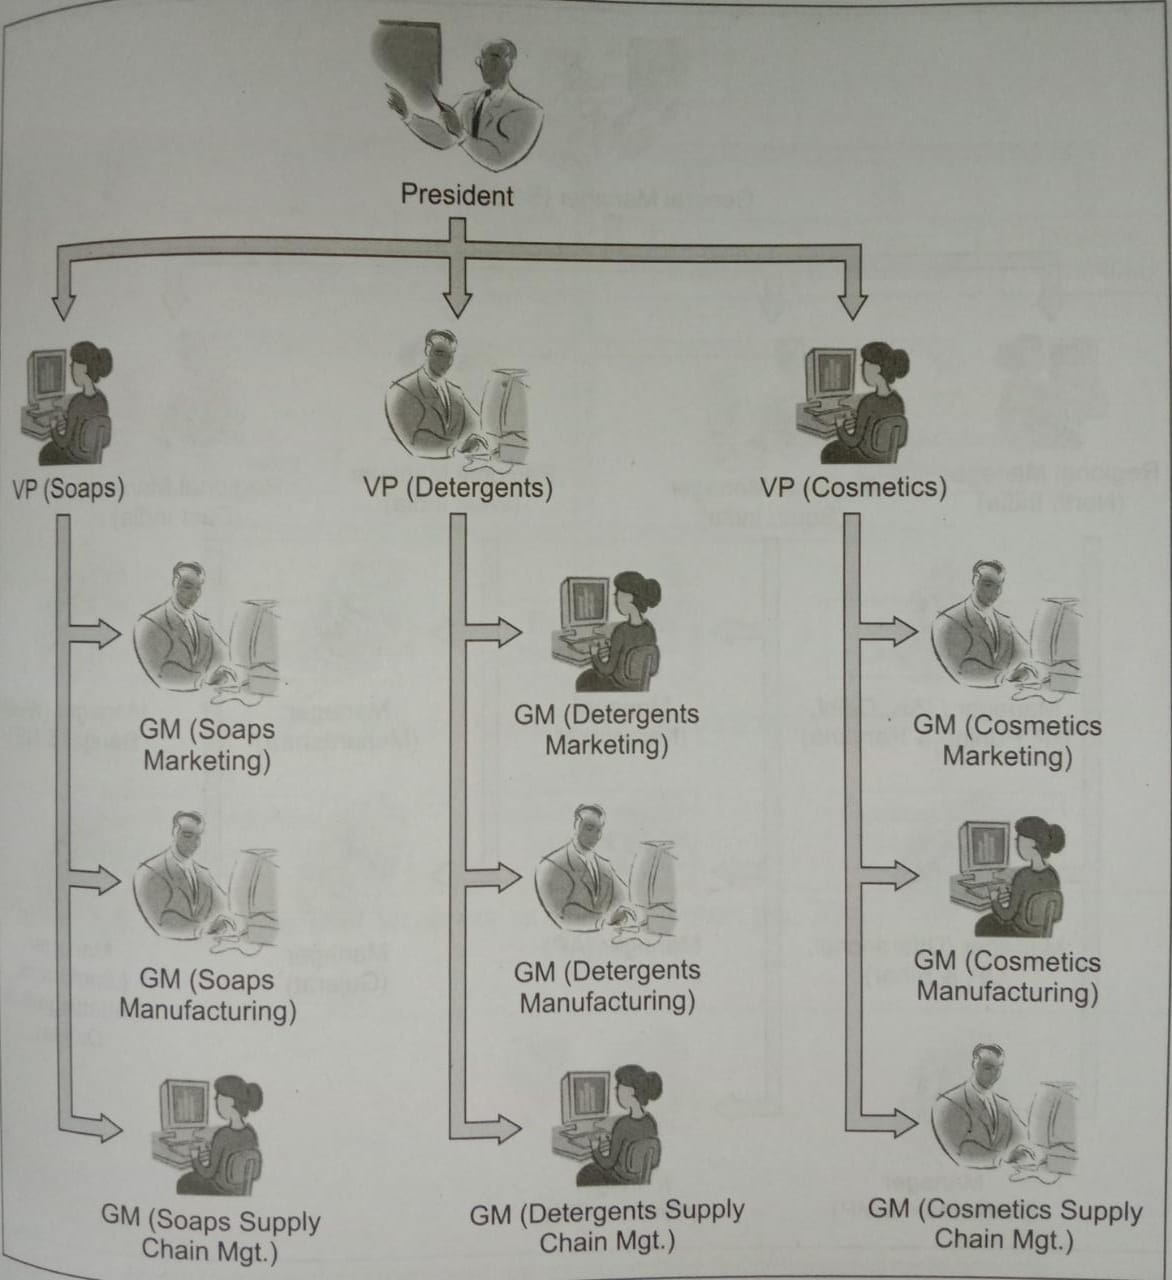 President
VP (Soaps)
VP (Detergents)
VP (Cosmetics)
GM (Soaps
Marketing)
GM (Detergents
Marketing)
GM (Cosmetics
Marketing)
GM (Soaps
Manufacturing)
GM (Detergents
Manufacturing)
GM (Cosmetics
Manufacturing)
GM (Soaps Supply
Chain Mgt.)
GM (Detergents Supply
Chain Mgt.)
GM (Cosmetics Supply
Chain Mgt.)